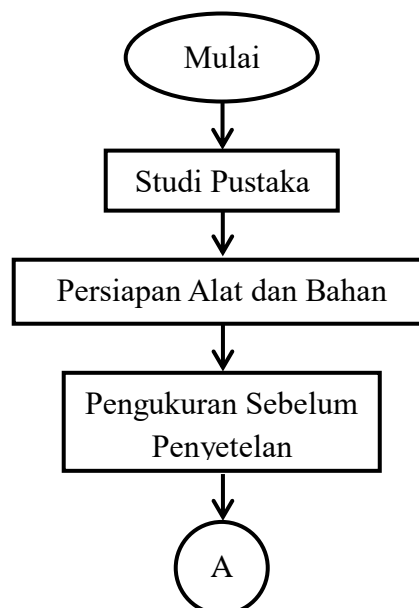 Mulai
Studi Pustaka
Persiapan Alat dan Bahan
Pengukuran Sebelum
Penyetelan
A